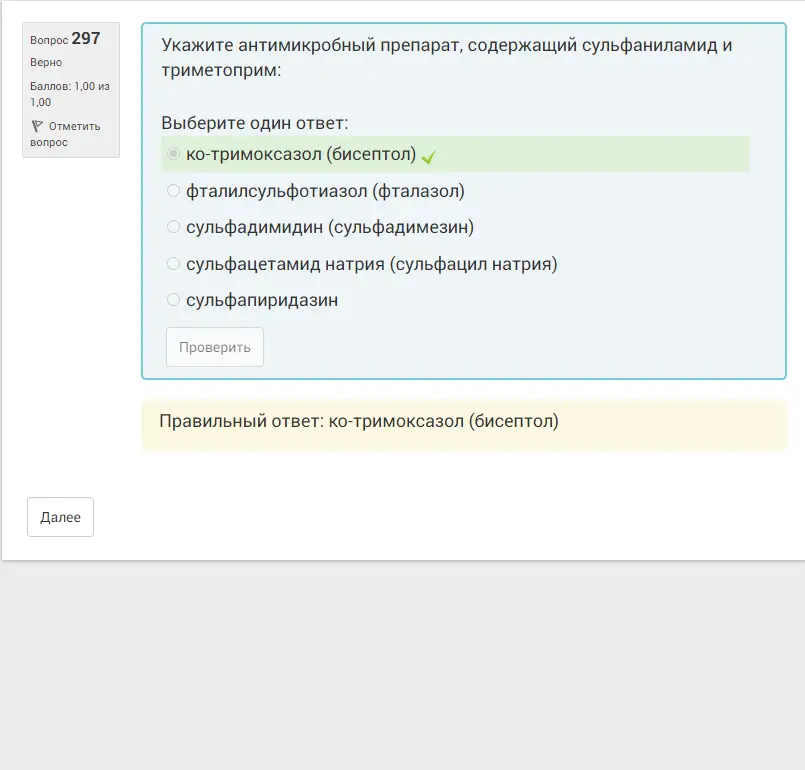 Вопрос 297
Верно
Баллов: 1,00 из
1,00
Отметить
вопрос
Укажите антимикробный препарат, содержащий сульфаниламид и
триметоприм:
Выберите один ответ:
ко-тримоксазол (бисептол)
фталилсульфотиазол (фталазол)
сульфадимидин (сульфадимезин)
сульфацетамид натрия (сульфацил натрия)
сульфапиридазин
Проверить
Правильный ответ: ко-тримоксазол (бисептол)
Далее